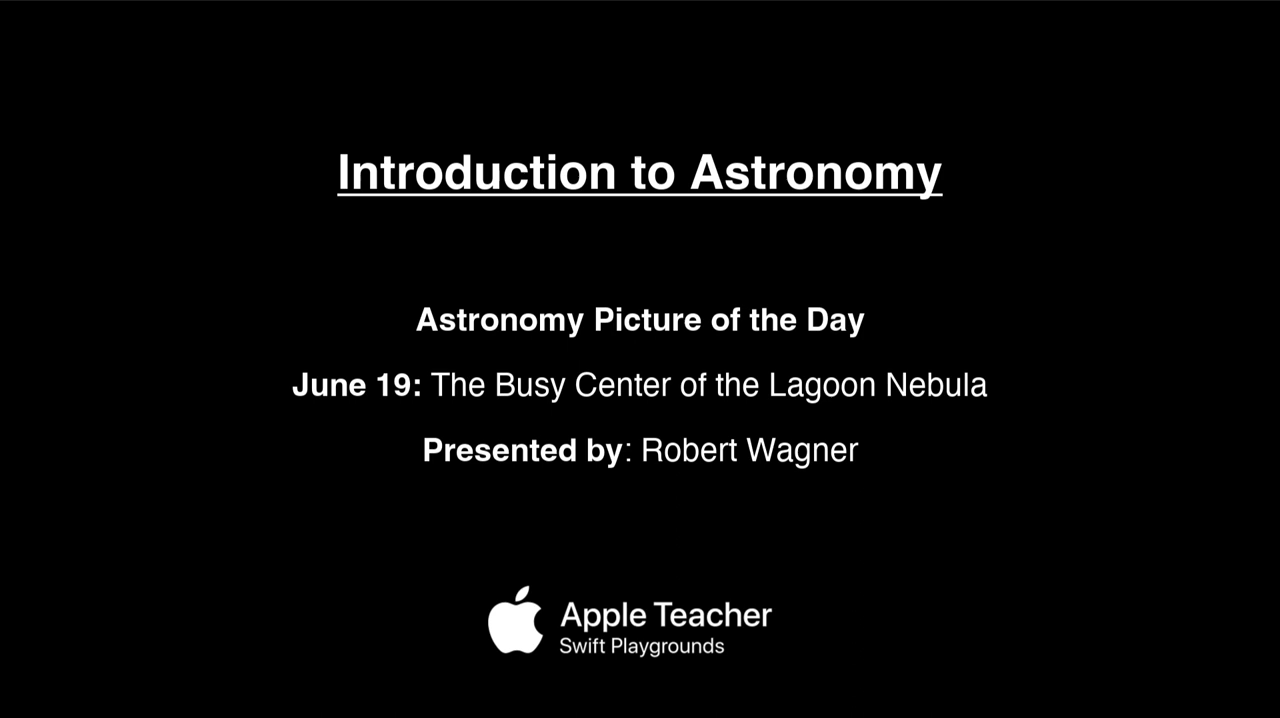 Introduction to Astronomy
Astronomy Picture of the Day
June 19: The Busy Center of the Lagoon Nebula
Presented by: Robert Wagner
Apple Teacher
Swift Playgrounds